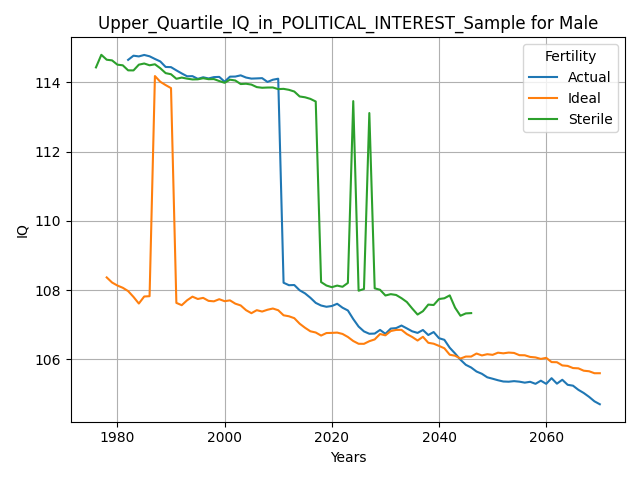 Upper_Quartile_IQ_in_POLITICAL_INTEREST_Sample for Male
Fertility
Actual
Ideal
Sterile
114
112
110
108
106
IQ
1980
2000
2020
2040
2060
Years